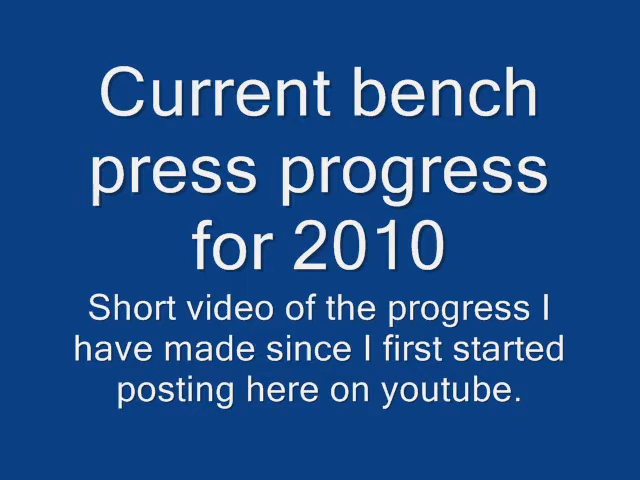 Current bench
press progress
for 2010
Short video of the progress I
have made since I first started
posting here on youtube.